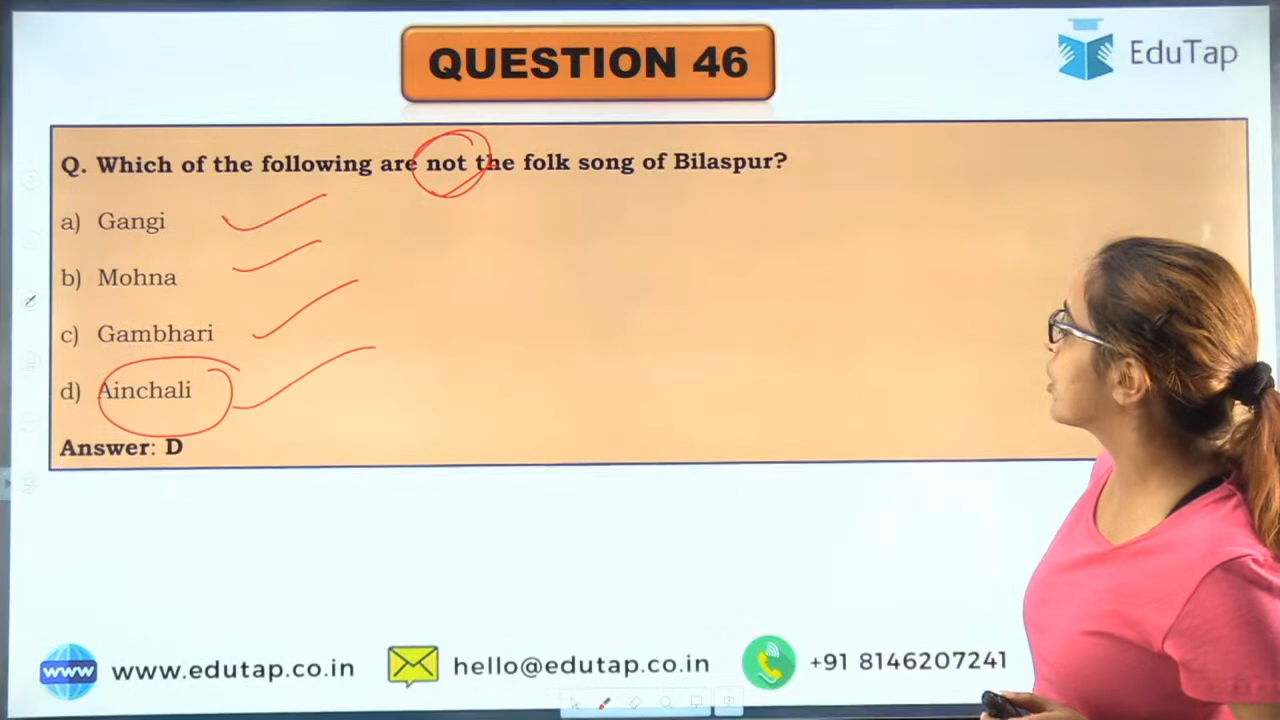 QUESTION 46
EduTap
Q. Which of the following are not the folk song of Bilaspur?
a) Gangi
b) Mohna
c) Gambhari
d) Ainchali
Answer: D
www www.edutap.co.in
hello@edutap.co.in
+91 8146207241